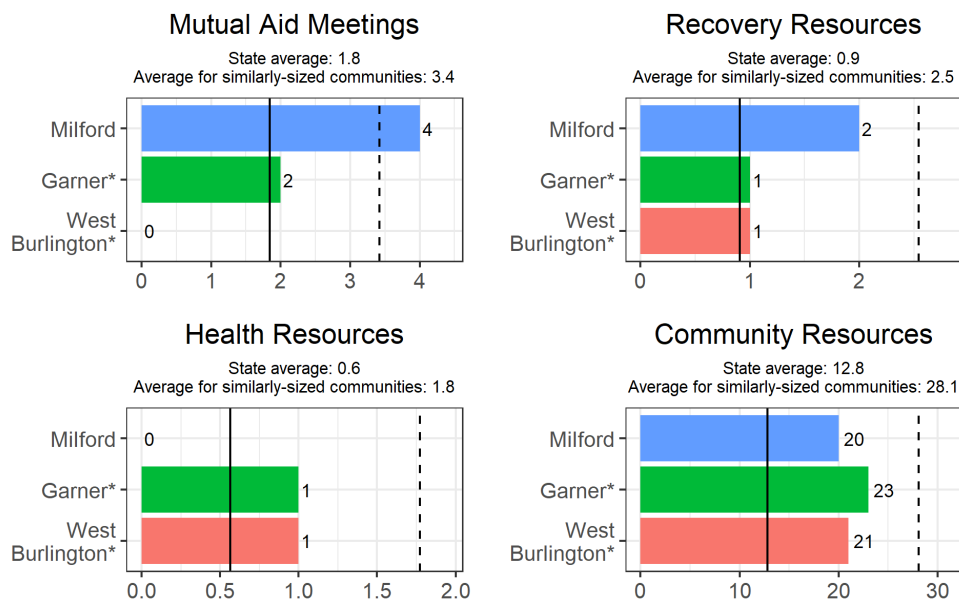 Mutual Aid Meetings
State average: 1.8
Average for similarly-sized communities: 3.4
Milford
4
Garner*
2
West
Burlington*
0
0 1 2 3 4
Recovery Resources
State average: 0.9
Average for similarly-sized communities: 2.5
Milford
2
Garner*
1
West
Burlington*
1
0 1 2
Health Resources
State average: 0.6
Average for similarly-sized communities: 1.8
Milford
0
Garner*
1
West
Burlington*
1
0.0 0.5 1.0 1.5 2.0
Community Resources
State average: 12.8
Average for similarly-sized communities: 28.1
Milford
20
Garner*
23
West
Burlington*
21
0 10 20 30